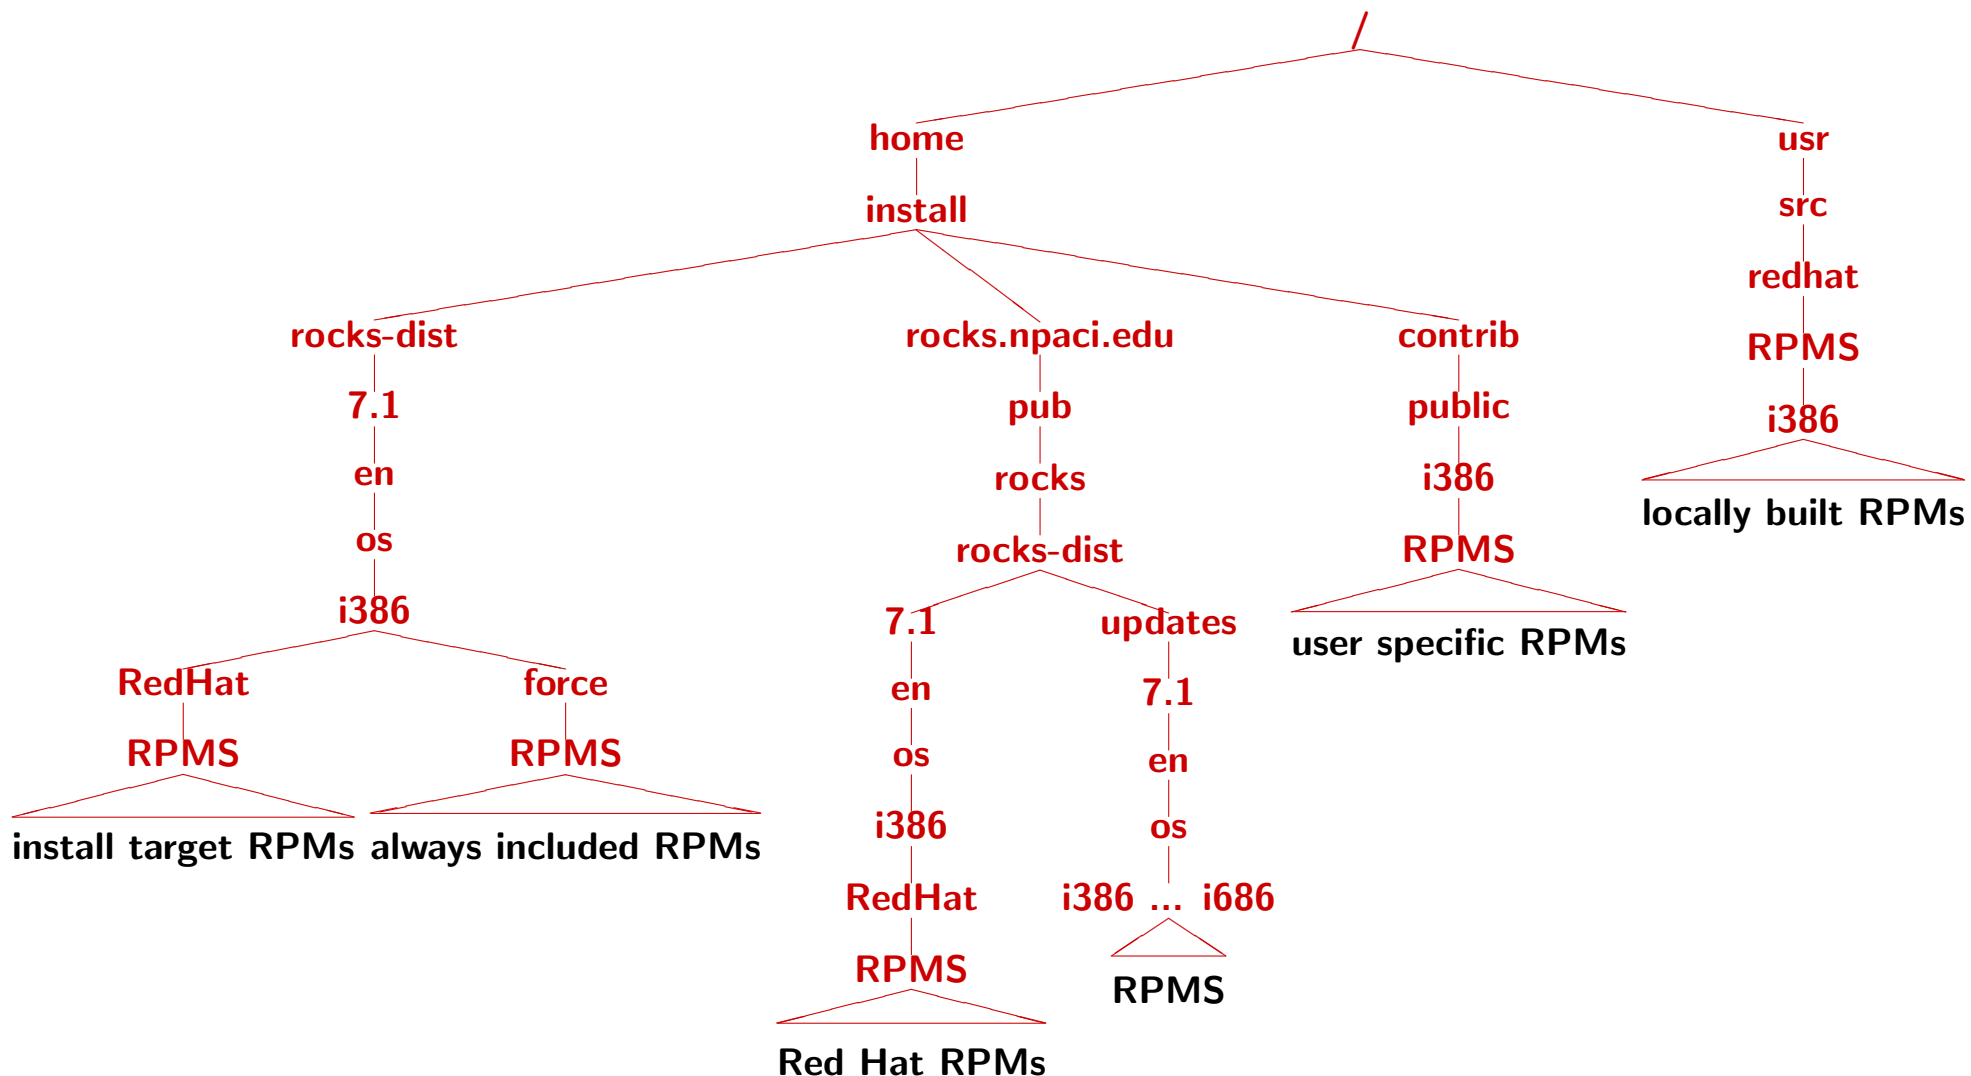 /
home usr
install src
redhat
rocks-dist rocks.npaci.edu contrib RPMS
7.1 pub public i386
en rocks i386 locally built RPMs
os rocks-dist RPMS
i386 7.1 updates user specific RPMs
RedHat force en 7.1
RPMS RPMS os en
install target RPMs always included RPMs i386 os
RedHat i386 ... i686
RPMS RPMS
Red Hat RPMs